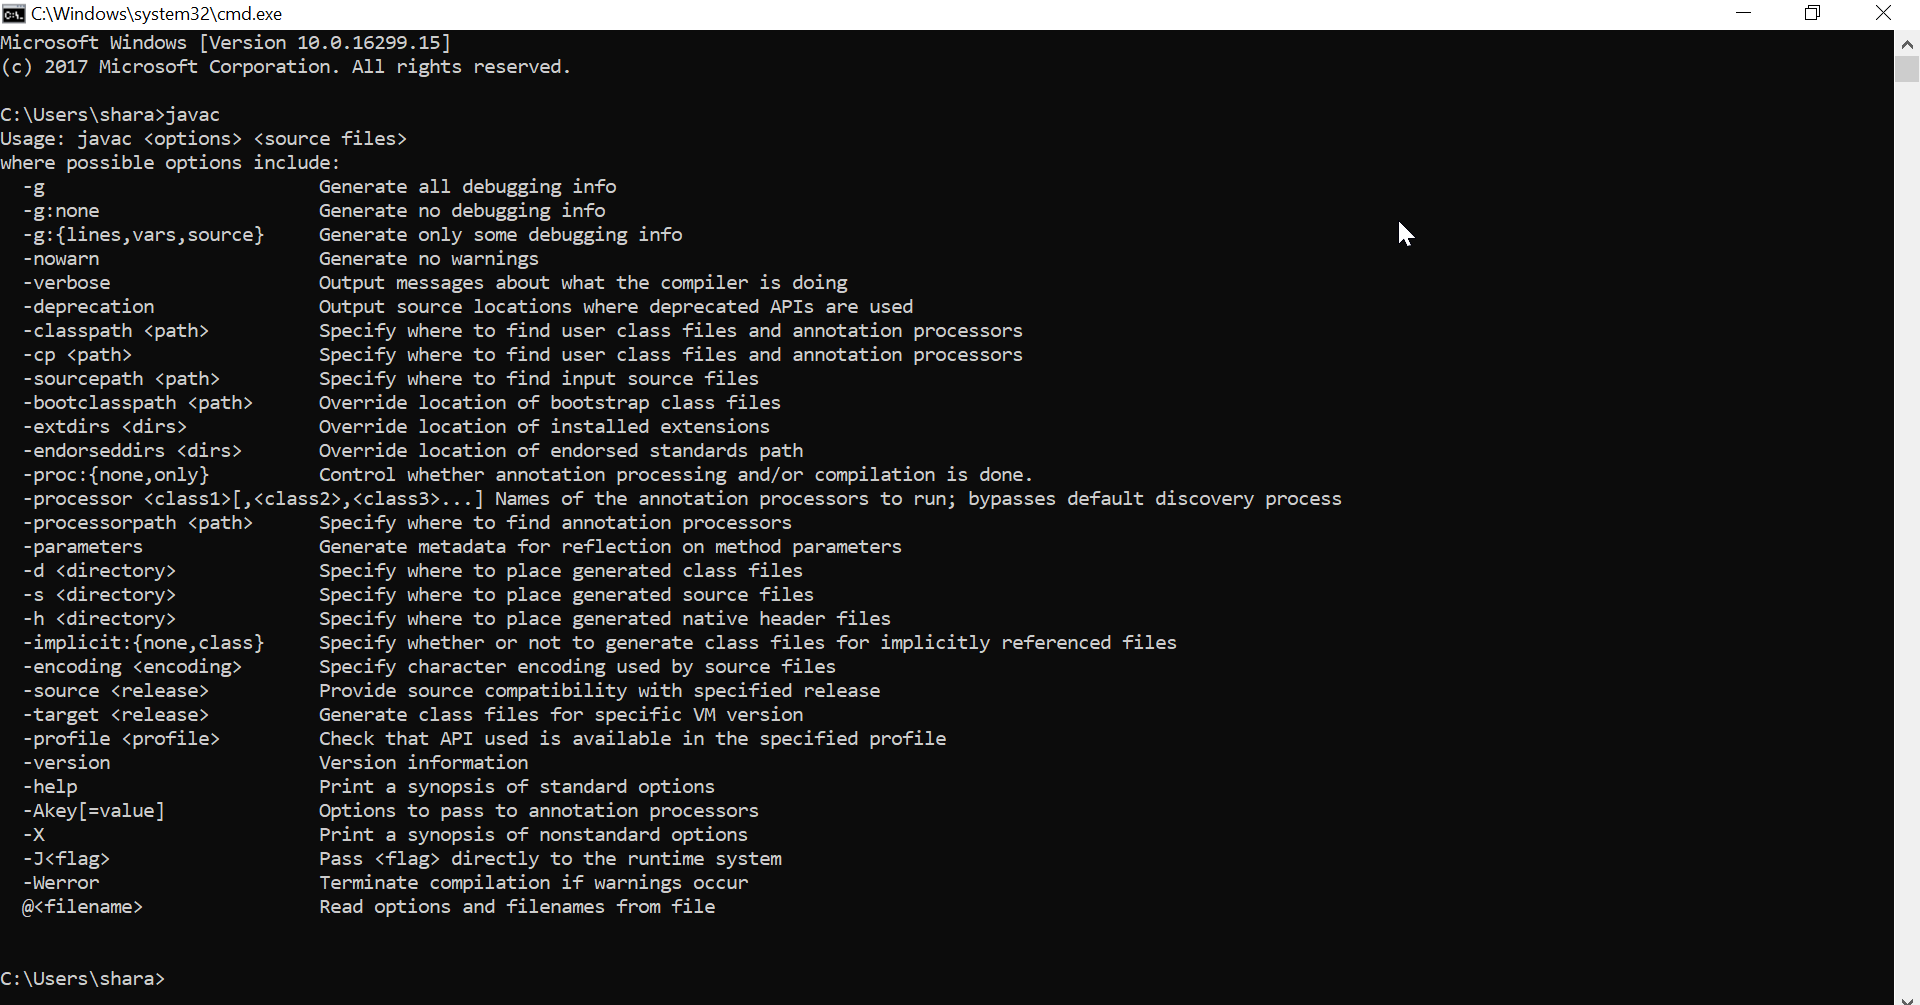 C:\Windows\system32\cmd.exe
Microsoft Windows [Version 10.0.16299.15]
(c) 2017 Microsoft Corporation. All rights reserved.
C:\Users\shara>javac
Usage: javac <options> <source files>
where possible options include:
  -g                         Generate all debugging info
  -g:none                    Generate no debugging info
  -g:{lines,vars,source}     Generate only some debugging info
  -nowarn                    Generate no warnings
  -verbose                   Output messages about what the compiler is doing
  -deprecation               Output source locations where deprecated APIs are used
  -classpath <path>          Specify where to find user class files and annotation processors
  -cp <path>                 Specify where to find user class files and annotation processors
  -sourcepath <path>         Specify where to find input source files
  -bootclasspath <path>      Override location of bootstrap class files
  -extdirs <dirs>            Override location of installed extensions
  -endorseddirs <dirs>       Override location of endorsed standards path
  -proc:{none,only}          Control whether annotation processing and/or compilation is done.
  -processor <class1>[,<class2>,<class3>...] Names of the annotation processors to run; bypasses default discovery process
  -processorpath <path>      Specify where to find annotation processors
  -parameters                Generate metadata for reflection on method parameters
  -d <directory>             Specify where to place generated class files
  -s <directory>             Specify where to place generated source files
  -h <directory>             Specify where to place generated native header files
  -implicit:{none,class}     Specify whether or not to generate class files for implicitly referenced files
  -encoding <encoding>       Specify character encoding used by source files
  -source <release>          Provide source compatibility with specified release
  -target <release>          Generate class files for specific VM version
  -profile <profile>         Check that API used is available in the specified profile
  -version                   Version information
  -help                      Print a synopsis of standard options
  -Akey[=value]              Options to pass to annotation processors
  -X                         Print a synopsis of nonstandard options
  -J<flag>                   Pass <flag> directly to the runtime system
  -Werror                    Terminate compilation if warnings occur
  @<filename>                Read options and filenames from file
C:\Users\shara>